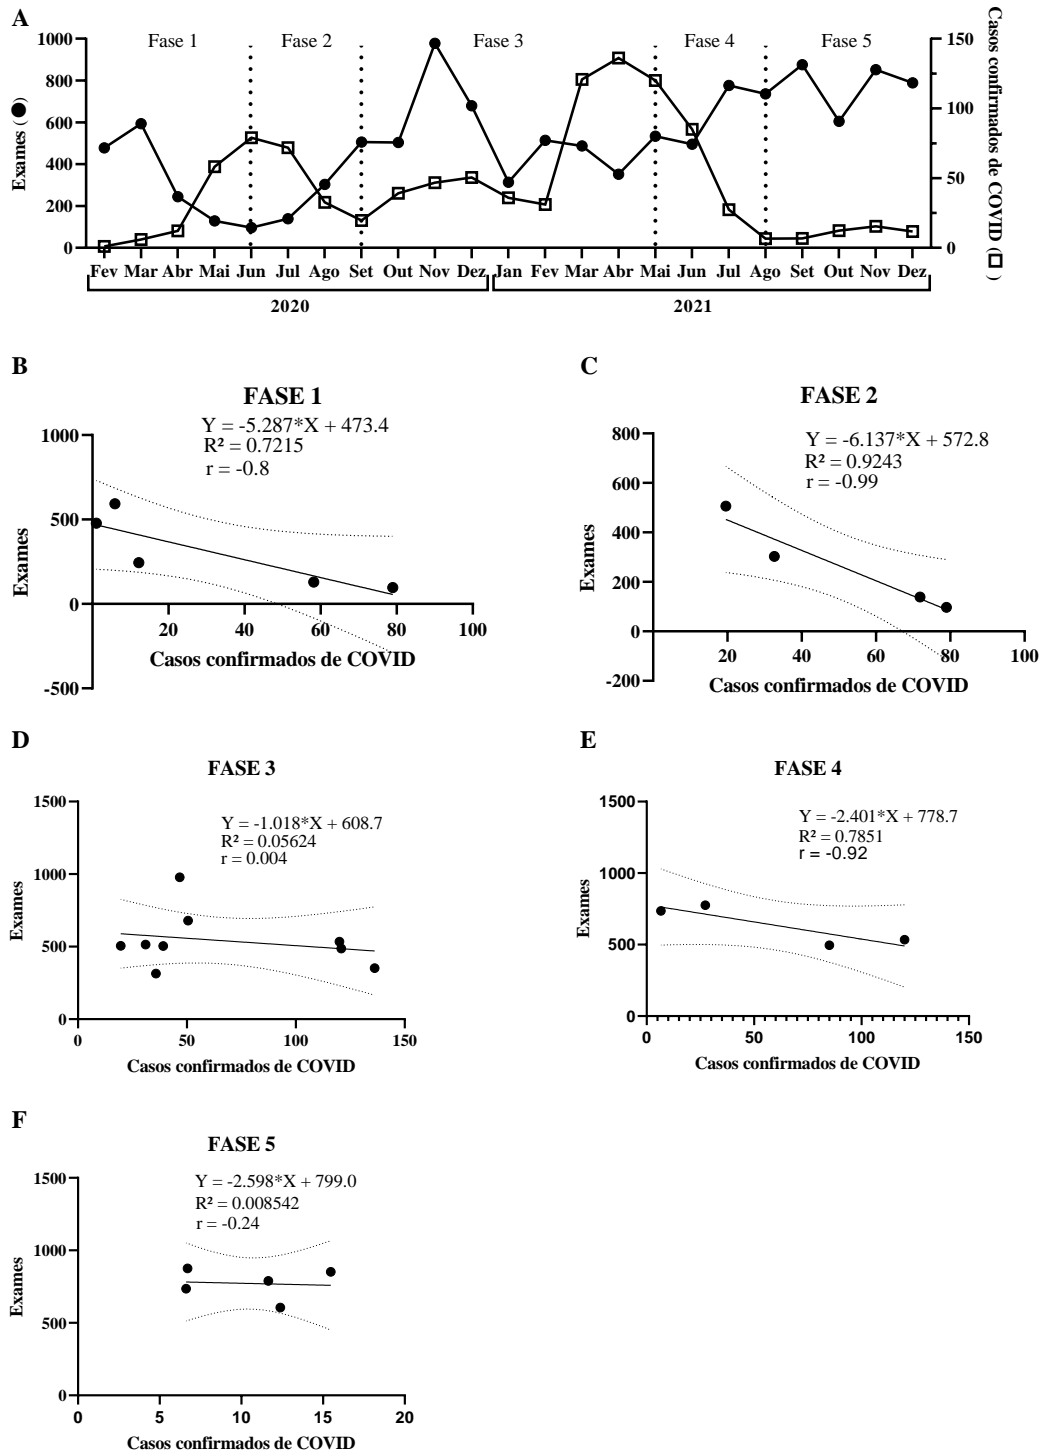 A
Fase 1
Fase 2
Fase 3
Fase 4
Fase 5
Exames (●)
1000
800
600
400
200
0
Casos confirmados de COVID (□)
150
100
50
0
Fev Mar Abr Mai Jun Jul Ago Set Out Nov Dez Jan Fev Mar Abr Mai Jun Jul Ago Set Out Nov Dez
2020
2021
B
FASE 1
Y = -5.287*X + 473.4
R² = 0.7215
r = -0.8
Exames
1000
500
0
-500
20 40 60 80 100
Casos confirmados de COVID
C
FASE 2
Y = -6.137*X + 572.8
R² = 0.9243
r = -0.99
Exames
800
600
400
200
0
-200
20 40 60 80 100
Casos confirmados de COVID
D
FASE 3
Y = -1.018*X + 608.7
R² = 0.05624
r = 0.004
Exames
1500
1000
500
0
0 50 100 150
Casos confirmados de COVID
E
FASE 4
Y = -2.401*X + 778.7
R² = 0.7851
r = -0.92
Exames
1500
1000
500
0
0 50 100 150
Casos confirmados de COVID
F
FASE 5
Y = -2.598*X + 799.0
R² = 0.008542
r = -0.24
Exames
1500
1000
500
0
0 5 10 15 20
Casos confirmados de COVID